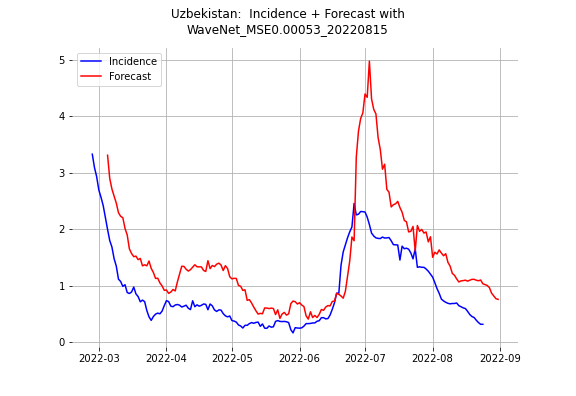 Uzbekistan:  Incidence + Forecast with
WaveNet_MSE0.00053_20220815
Incidence
Forecast
5
4
3
2
1
0
2022-03 2022-04 2022-05 2022-06 2022-07 2022-08 2022-09